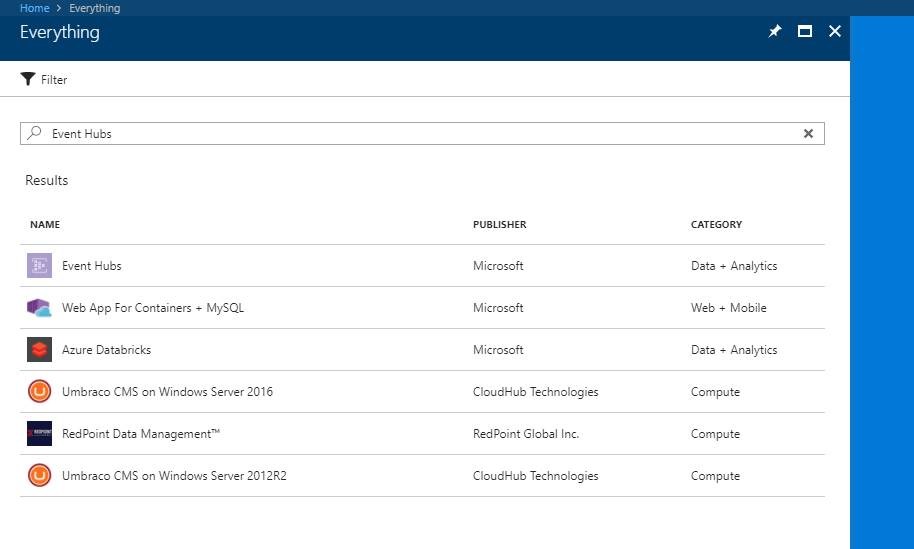 Home > Everything
Everything
Filter
Event Hubs
Results
NAME PUBLISHER CATEGORY
Event Hubs Microsoft Data + Analytics
Web App For Containers + MySQL Microsoft Web + Mobile
Azure Databricks Microsoft Data + Analytics
Umbraco CMS on Windows Server 2016 CloudHub Technologies Compute
REDPOINT
RedPoint Data Management™ RedPoint Global Inc. Compute
Umbraco CMS on Windows Server 2012R2 CloudHub Technologies Compute